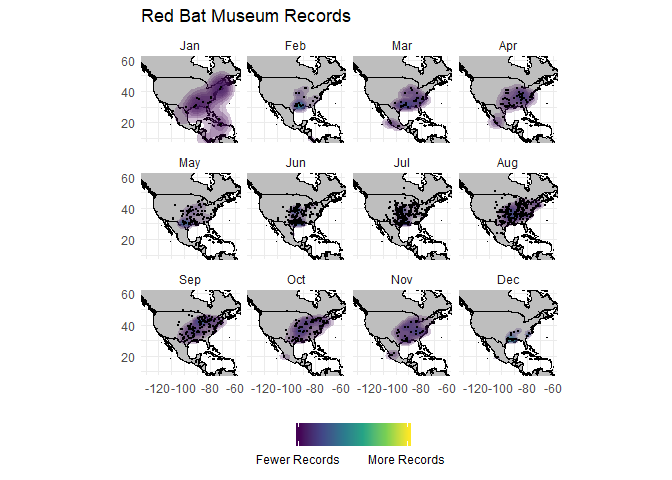 Red Bat Museum Records
Jan Feb Mar Apr
60
40
20
May Jun Jul Aug
60
40
20
Sep Oct Nov Dec
60
40
20
-120 -100 -80 -60 -120 -100 -80 -60 -120 -100 -80 -60 -120 -100 -80 -60
Fewer Records More Records